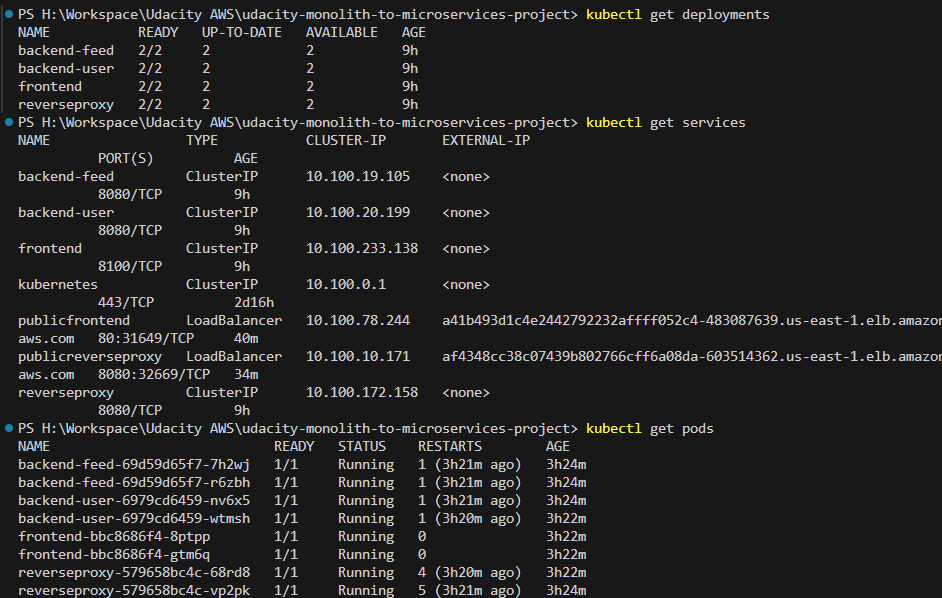 PS H:\Workspace\Udacity AWS\udacity-monolith-to-microservices-project> kubectl get deployments
NAME READY UP-TO-DATE AVAILABLE AGE
backend-feed 2/2 2 2 9h
backend-user 2/2 2 2 9h
frontend 2/2 2 2 9h
reverseproxy 2/2 2 2 9h
PS H:\Workspace\Udacity AWS\udacity-monolith-to-microservices-project> kubectl get services
NAME TYPE CLUSTER-IP EXTERNAL-IP
PORT(S) AGE
backend-feed ClusterIP 10.100.19.105 <none>
8080/TCP 9h
backend-user ClusterIP 10.100.20.199 <none>
8080/TCP 9h
frontend ClusterIP 10.100.233.138 <none>
8100/TCP 9h
kubernetes ClusterIP 10.100.0.1 <none>
443/TCP 2d16h
publicfrontend LoadBalancer 10.100.78.244 a41b493d1c4e2442792232affff052c4-483087639.us-east-1.elb.amazon
aws.com 80:31649/TCP 40m
publicreverseproxy LoadBalancer 10.100.10.171 af4348cc38c07439b802766cff6a08da-603514362.us-east-1.elb.amazon
aws.com 8080:32669/TCP 34m
reverseproxy ClusterIP 10.100.172.158 <none>
8080/TCP 9h
PS H:\Workspace\Udacity AWS\udacity-monolith-to-microservices-project> kubectl get pods
NAME READY STATUS RESTARTS AGE
backend-feed-69d59d65f7-7h2wj 1/1 Running 1 (3h21m ago) 3h24m
backend-feed-69d59d65f7-r6zbh 1/1 Running 1 (3h21m ago) 3h24m
backend-user-6979cd6459-nv6x5 1/1 Running 1 (3h21m ago) 3h24m
backend-user-6979cd6459-wtmsh 1/1 Running 1 (3h20m ago) 3h22m
frontend-bbc8686f4-8ptpp 1/1 Running 0 3h22m
frontend-bbc8686f4-gtm6q 1/1 Running 0 3h22m
reverseproxy-579658bc4c-68rd8 1/1 Running 4 (3h20m ago) 3h22m
reverseproxy-579658bc4c-vp2pk 1/1 Running 5 (3h21m ago) 3h24m